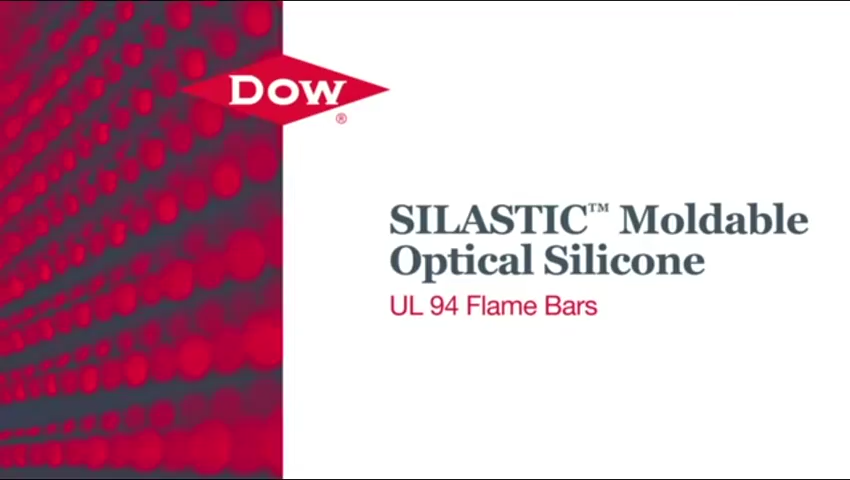 DOW
®
SILASTIC™ Moldable
Optical Silicone
UL 94 Flame Bars